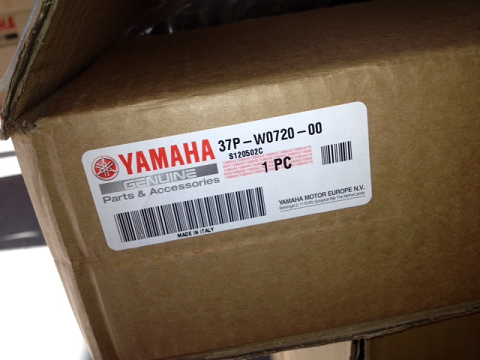 YAMAHA
GENUINE
Parts & Accessories
37P-W0720-00
S120502C
1 PC
YAMAHA MOTOR EUROPE N.V.
MADE IN ITALY